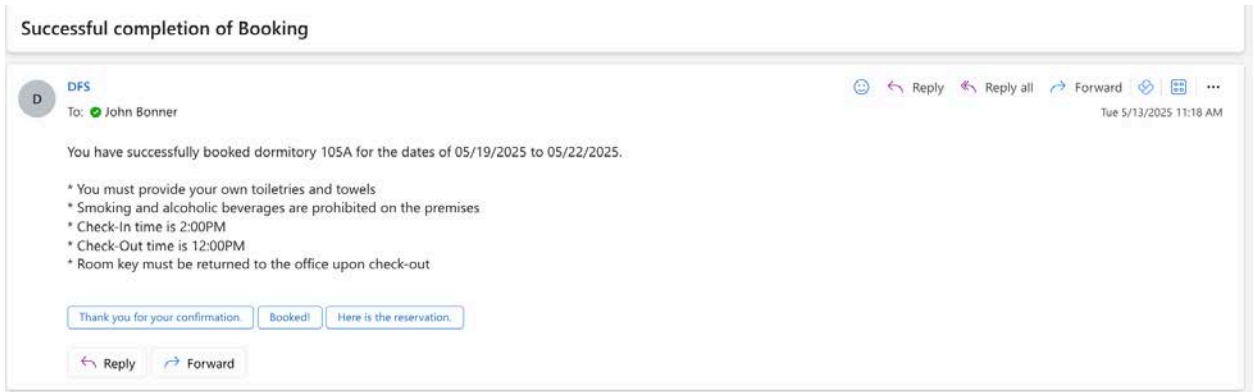 Successful completion of Booking
D
DFS
Reply
Reply all
Forward
To: John Bonner
Tue 5/13/2025 11:18 AM
You have successfully booked dormitory 105A for the dates of 05/19/2025 to 05/22/2025.
* You must provide your own toiletries and towels
* Smoking and alcoholic beverages are prohibited on the premises
* Check-In time is 2:00PM
* Check-Out time is 12:00PM
* Room key must be returned to the office upon check-out
Thank you for your confirmation.
Booked!
Here is the reservation.
Reply
Forward